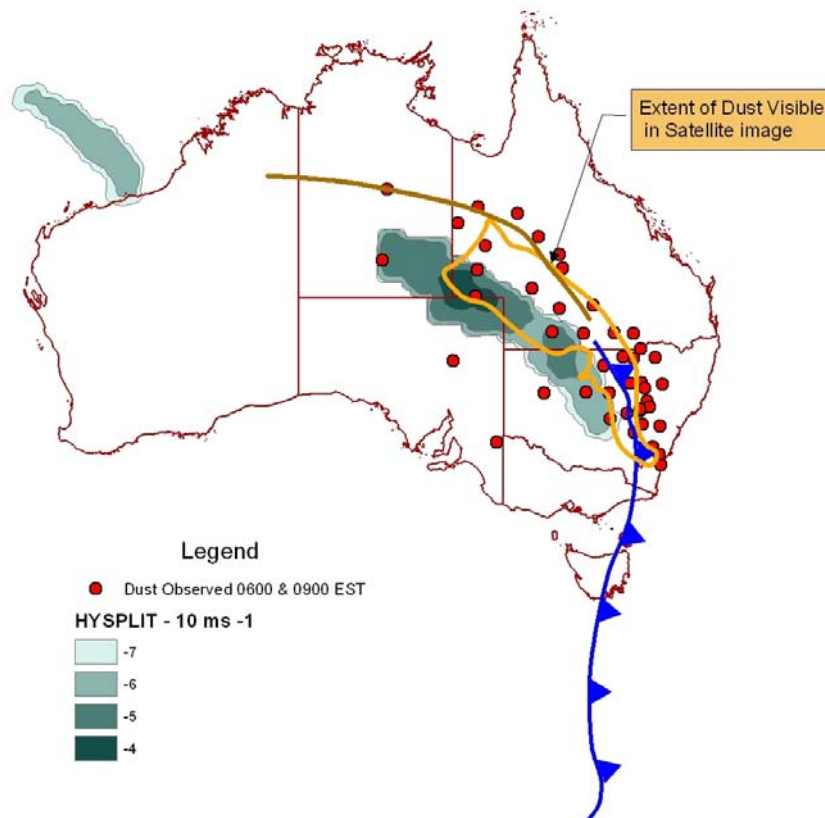 Extent of Dust Visible
in Satellite image
Legend
Dust Observed 0600 & 0900 EST
HYSPLIT - 10 ms -1
-7
-6
-5
-4